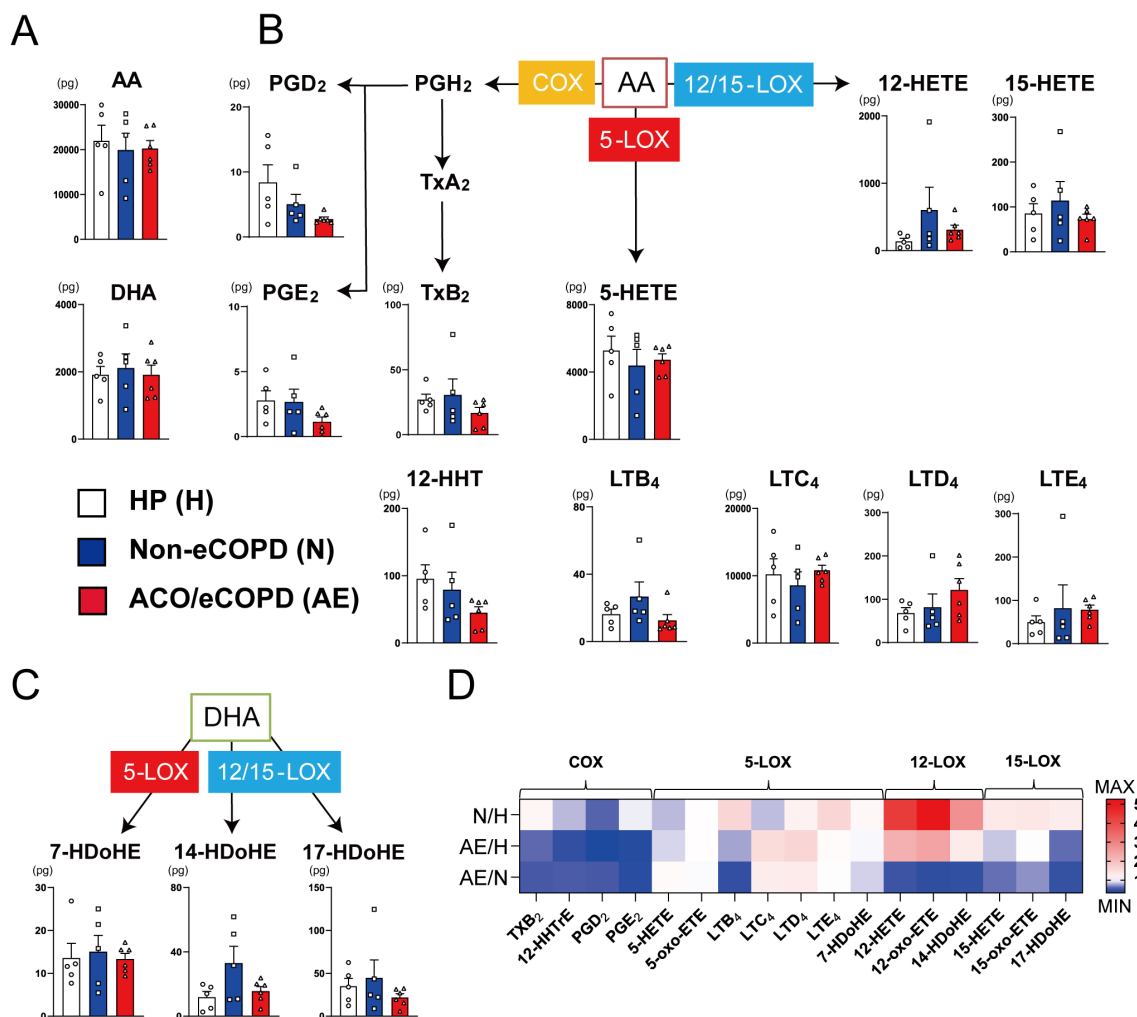 A
B
(pg)
AA
30000
20000
10000
0
(pg)
PGD2
20
15
10
5
0
PGH2
COX
AA
12/15-LOX
5-LOX
TxA2
12-HETE
(pg)
2000
1000
0
15-HETE
(pg)
300
200
100
0
(pg)
DHA
4000
2000
0
(pg)
PGE2
5
5
0
(pg)
TxB2
100
50
0
(pg)
5-HETE
8000
4000
0
HP (H)
Non-eCOPD (N)
ACO/eCOPD (AE)
12-HHT
(pg)
200
100
0
LTB4
(pg)
80
40
0
LTC4
(pg)
20000
10000
0
LTD4
(pg)
300
200
100
0
LTE4
(pg)
300
200
100
0
C
DHA
5-LOX
12/15-LOX
7-HDoHE
(pg)
30
20
10
0
14-HDoHE
(pg)
80
40
0
17-HDoHE
(pg)
150
100
50
0
D
COX
5-LOX
12-LOX
15-LOX
MAX
N/H
AE/H
AE/N
MIN
TXB2
12-HHTrE
PGD2
PGE2
5-HETE
5-oxo-ETE
LTB4
LTC4
LTD4
LTE4
7-HDoHE
12-HETE
12-oxo-ETE
14-HDoHE
15-HETE
15-oxo-ETE
17-HDoHE